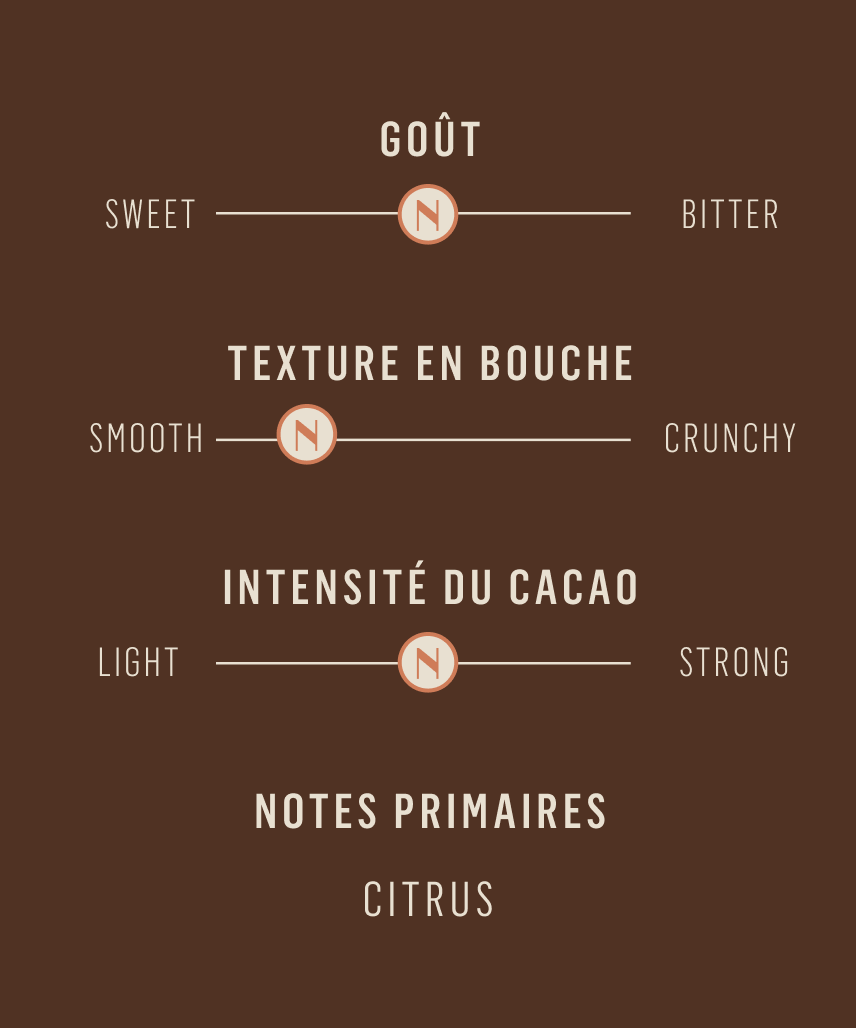 GOÛT
SWEET N BITTER
TEXTURE EN BOUCHE
SMOOTH N CRUNCHY
INTENSITÉ DU CACAO
LIGHT N STRONG
NOTES PRIMAIRES
CITRUS